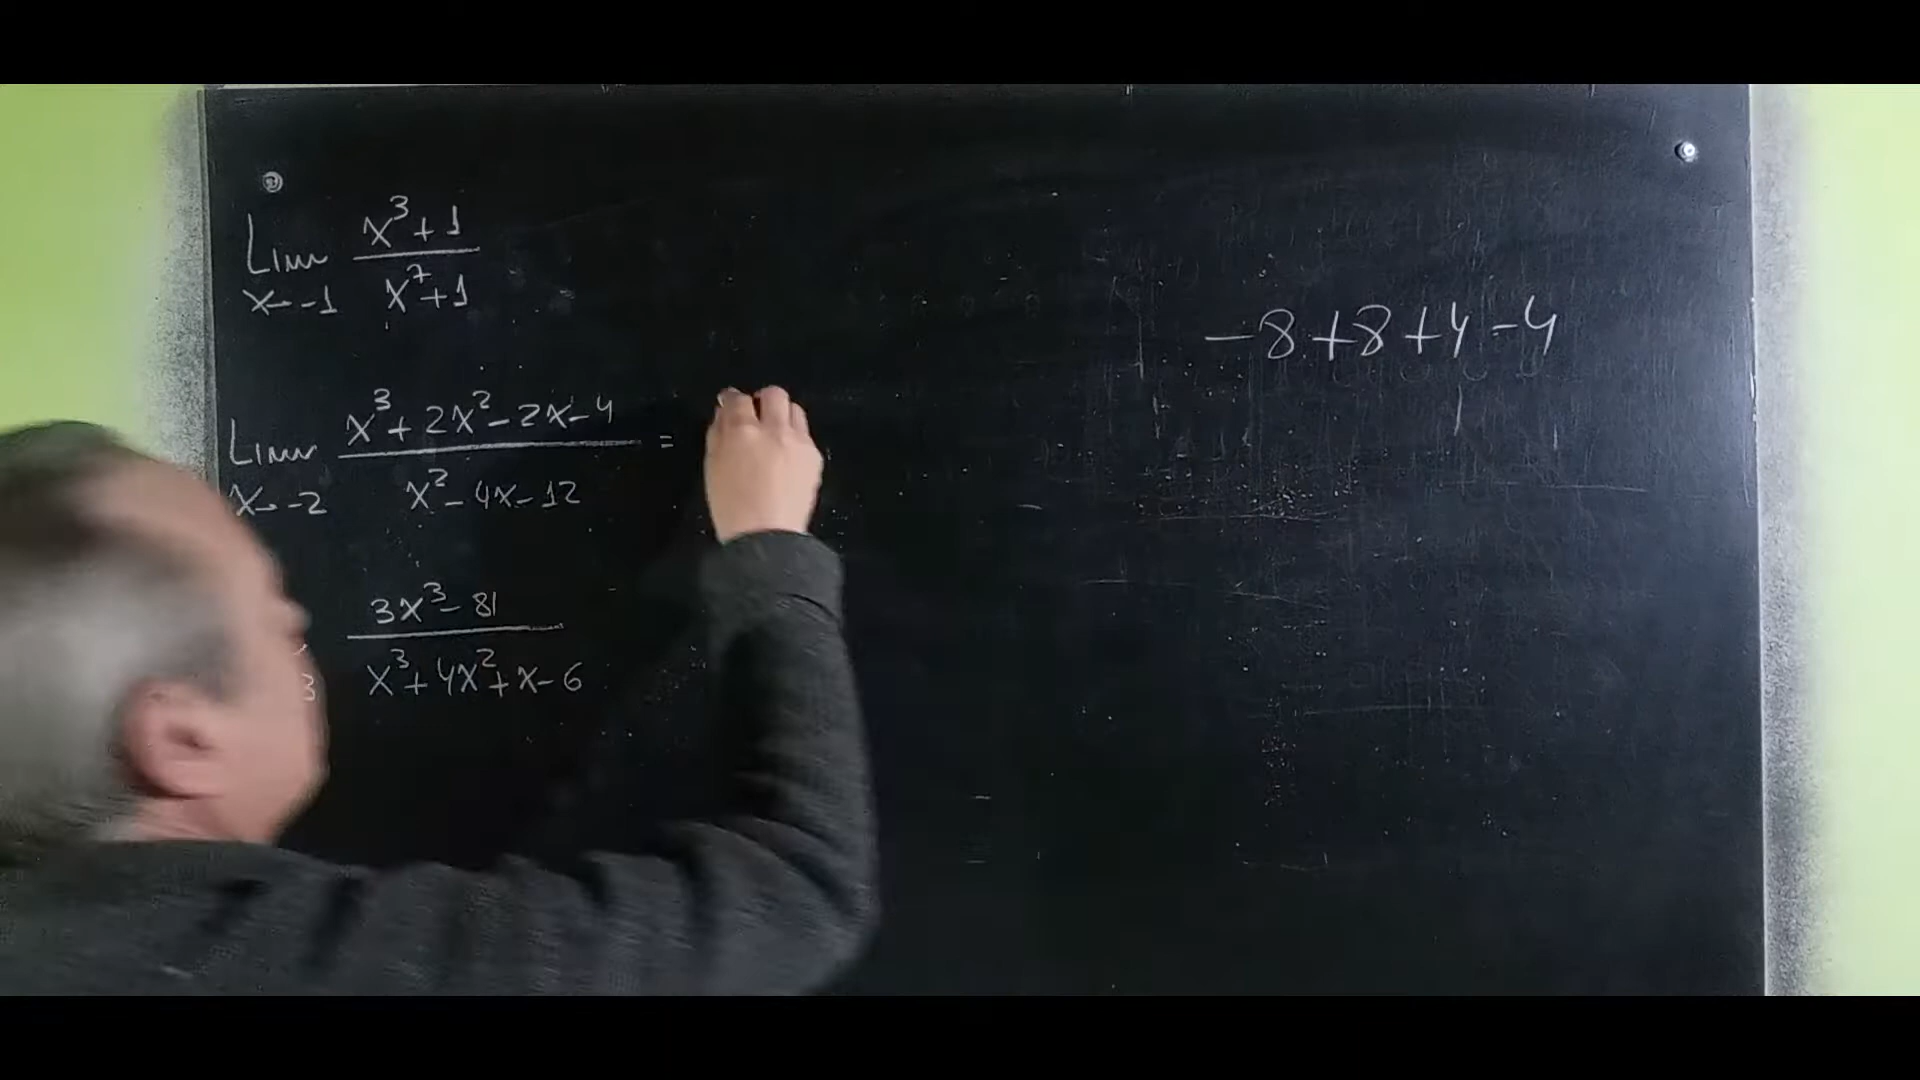 Lim x³+1
x→-1 x⁷+1
-8+8+4-4
Lim x³+2x²-2x-4 =
x→-2 x²-4x-12
3x³-81
3 x³+4x²+x-6